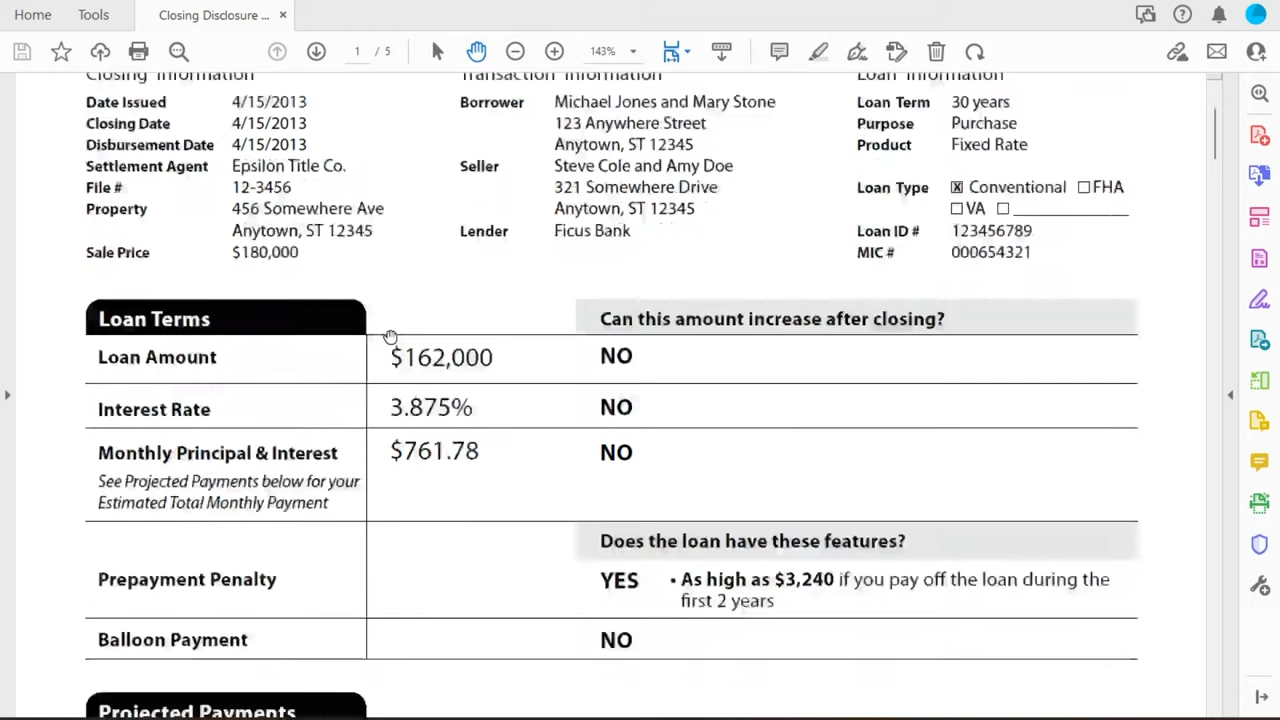 Home Tools Closing Disclosure ... ×
1 / 5 143%
Closing Information Transaction Information Loan Information
Date Issued 4/15/2013 Borrower Michael Jones and Mary Stone Loan Term 30 years
Closing Date 4/15/2013 123 Anywhere Street Purpose Purchase
Disbursement Date 4/15/2013 Anytown, ST 12345 Product Fixed Rate
Settlement Agent Epsilon Title Co. Seller Steve Cole and Amy Doe
File # 12-3456 321 Somewhere Drive Loan Type ☒ Conventional ☐ FHA
Property 456 Somewhere Ave Anytown, ST 12345 ☐ VA ☐ ____________
Anytown, ST 12345 Lender Ficus Bank Loan ID # 123456789
Sale Price $180,000 MIC # 000654321
Loan Terms Can this amount increase after closing?
Loan Amount $162,000 NO
Interest Rate 3.875% NO
Monthly Principal & Interest $761.78 NO
See Projected Payments below for your
Estimated Total Monthly Payment
Does the loan have these features?
Prepayment Penalty YES • As high as $3,240 if you pay off the loan during the
first 2 years
Balloon Payment NO
Projected Payments